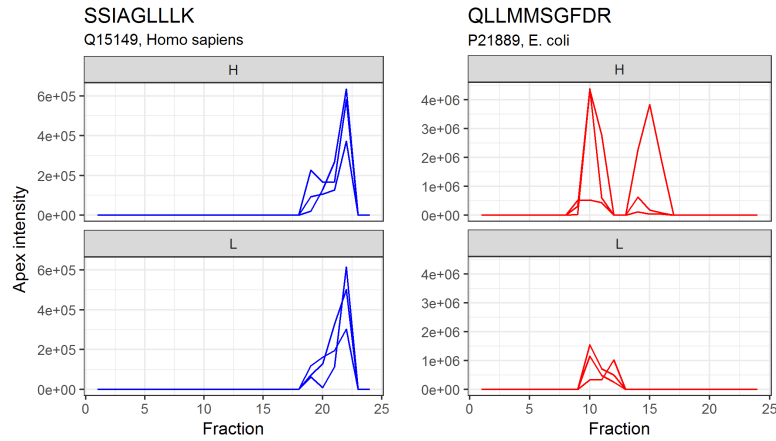 SSIAGLLLK
Q15149, Homo sapiens
H
6e+05
4e+05
2e+05
0e+00
L
6e+05
4e+05
2e+05
0e+00
0 5 10 15 20 25
Fraction
Apex intensity
QLLMMSGFDR
P21889, E. coli
H
4e+06
3e+06
2e+06
1e+06
0e+00
L
4e+06
3e+06
2e+06
1e+06
0e+00
0 5 10 15 20 25
Fraction